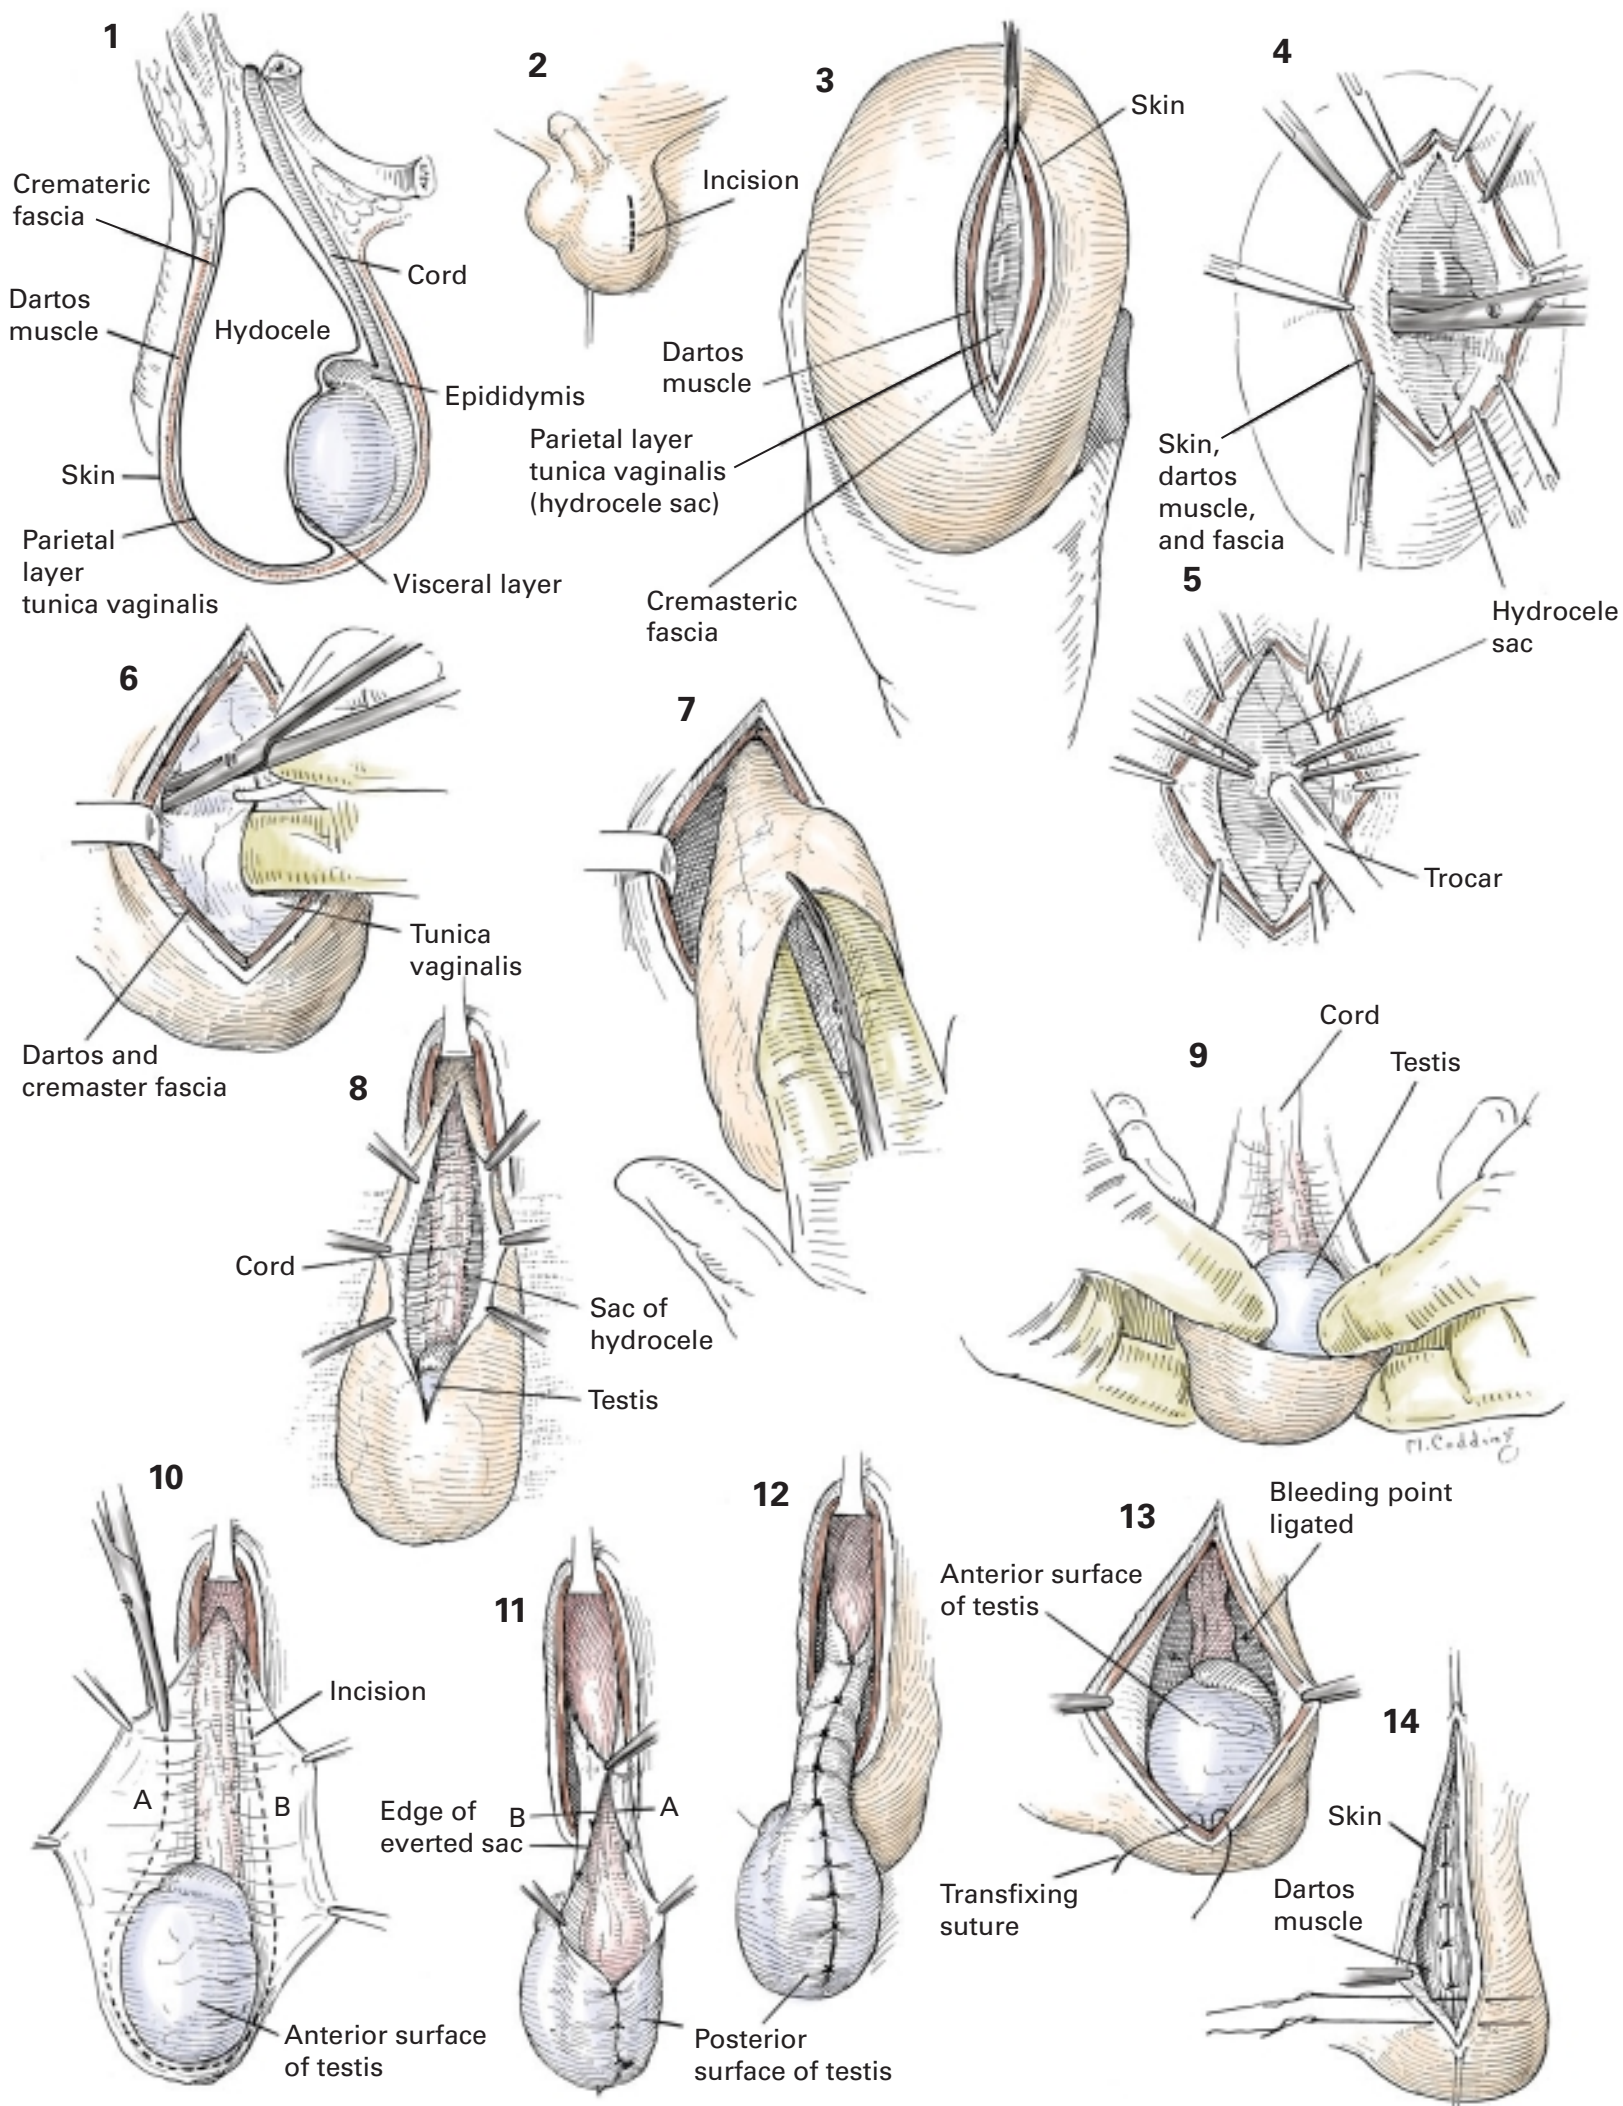 1
Cremateric
fascia
Dartos
muscle
Hydocele
Cord
Epididymis
Skin
Parietal
layer
tunica vaginalis
Visceral layer
2
Incision
3
Skin
Dartos
muscle
Parietal layer
tunica vaginalis
(hydrocele sac)
Cremasteric
fascia
4
Skin,
dartos
muscle,
and fascia
5
Hydrocele
sac
Trocar
6
Tunica
vaginalis
Dartos and
cremaster fascia
7
8
Cord
Sac of
hydrocele
Testis
9
Cord
Testis
M. Codding
10
Incision
A
B
Anterior surface
of testis
11
B
A
Edge of
everted sac
12
Posterior
surface of testis
13
Bleeding point
ligated
Anterior surface
of testis
Transfixing
suture
14
Skin
Dartos
muscle